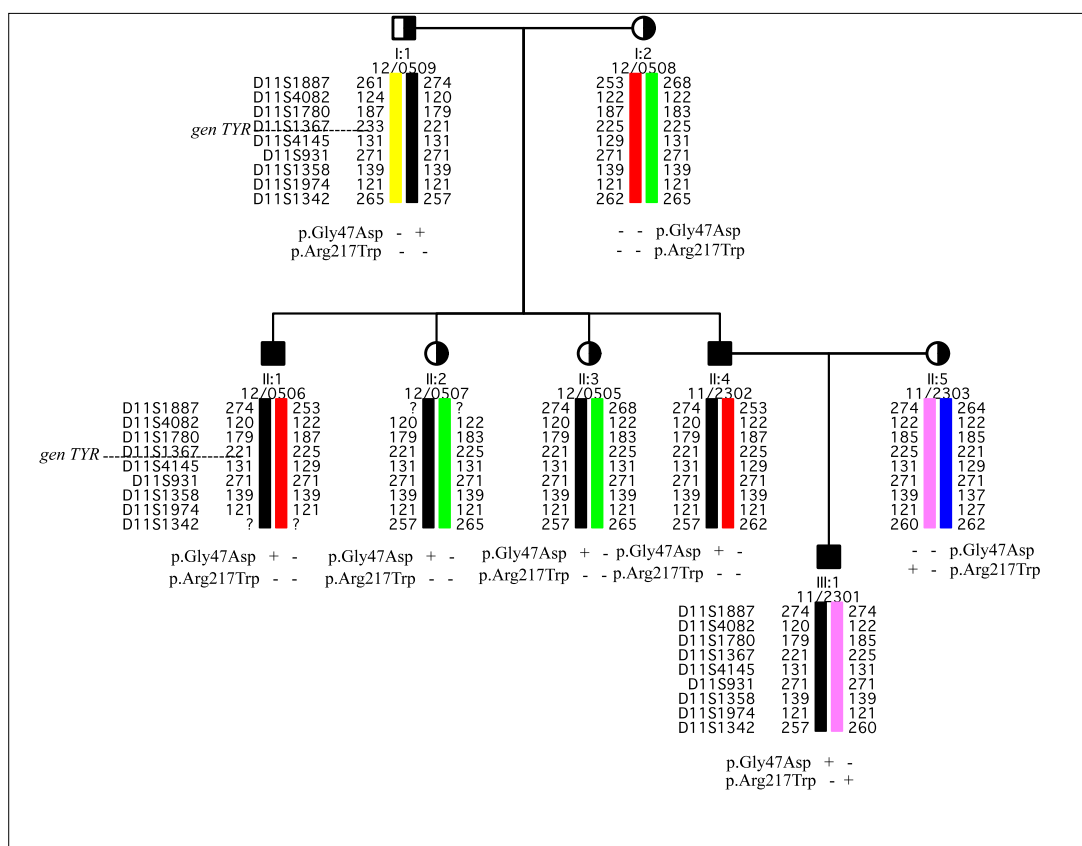 I:1 I:2
12/0509 12/0508
D11S1887 261 274 253 268
D11S4082 124 120 122 122
D11S1780 187 179 187 183
gen TYR D11S1367 233 221 225 225
D11S4145 131 131 129 131
D11S931 271 271 271 271
D11S1358 139 139 139 139
D11S1974 121 121 121 121
D11S1342 265 257 262 265
p.Gly47Asp - + - - p.Gly47Asp
p.Arg217Trp - - - - p.Arg217Trp
II:1 II:2 II:3 II:4 II:5
12/0506 12/0507 12/0505 11/2302 11/2303
D11S1887 274 253 ? ? 274 268 274 253 274 264
D11S4082 120 122 120 122 120 122 120 122 122 122
D11S1780 179 187 179 183 179 183 179 187 185 185
gen TYR D11S1367 221 225 221 225 221 225 221 225 225 221
D11S4145 131 129 131 131 131 131 131 129 131 129
D11S931 271 271 271 271 271 271 271 271 271 271
D11S1358 139 139 139 139 139 139 139 139 139 137
D11S1974 121 121 121 121 121 121 121 121 121 127
D11S1342 ? ? 257 265 257 265 257 262 260 262
p.Gly47Asp + - p.Gly47Asp + - p.Gly47Asp + - p.Gly47Asp + - - - p.Gly47Asp
p.Arg217Trp - - p.Arg217Trp - - p.Arg217Trp - - p.Arg217Trp - - + - p.Arg217Trp
III:1
11/2301
D11S1887 274 274
D11S4082 120 122
D11S1780 179 185
D11S1367 221 225
D11S4145 131 131
D11S931 271 271
D11S1358 139 139
D11S1974 121 121
D11S1342 257 260
p.Gly47Asp + -
p.Arg217Trp - +